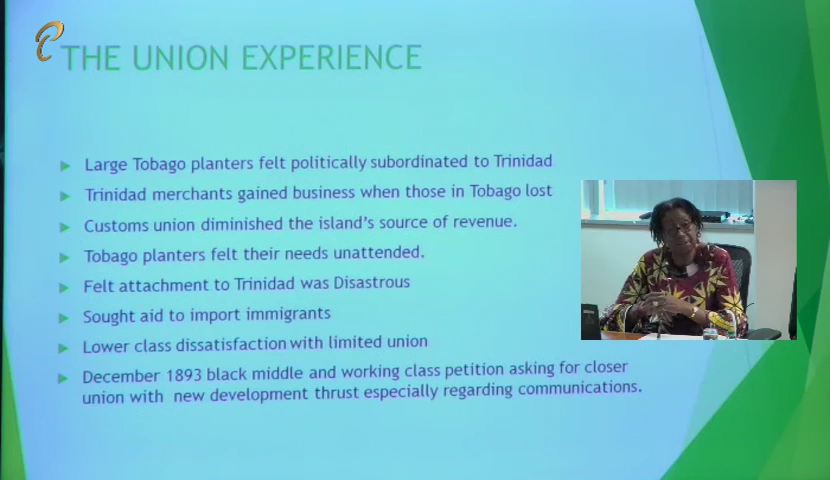 THE UNION EXPERIENCE
Large Tobago planters felt politically subordinated to Trinidad
Trinidad merchants gained business when those in Tobago lost
Customs union diminished the island's source of revenue.
Tobago planters felt their needs unattended.
Felt attachment to Trinidad was Disastrous
Sought aid to import immigrants
Lower class dissatisfaction with limited union
December 1893 black middle and working class petition asking for closer
union with new development thrust especially regarding communications.